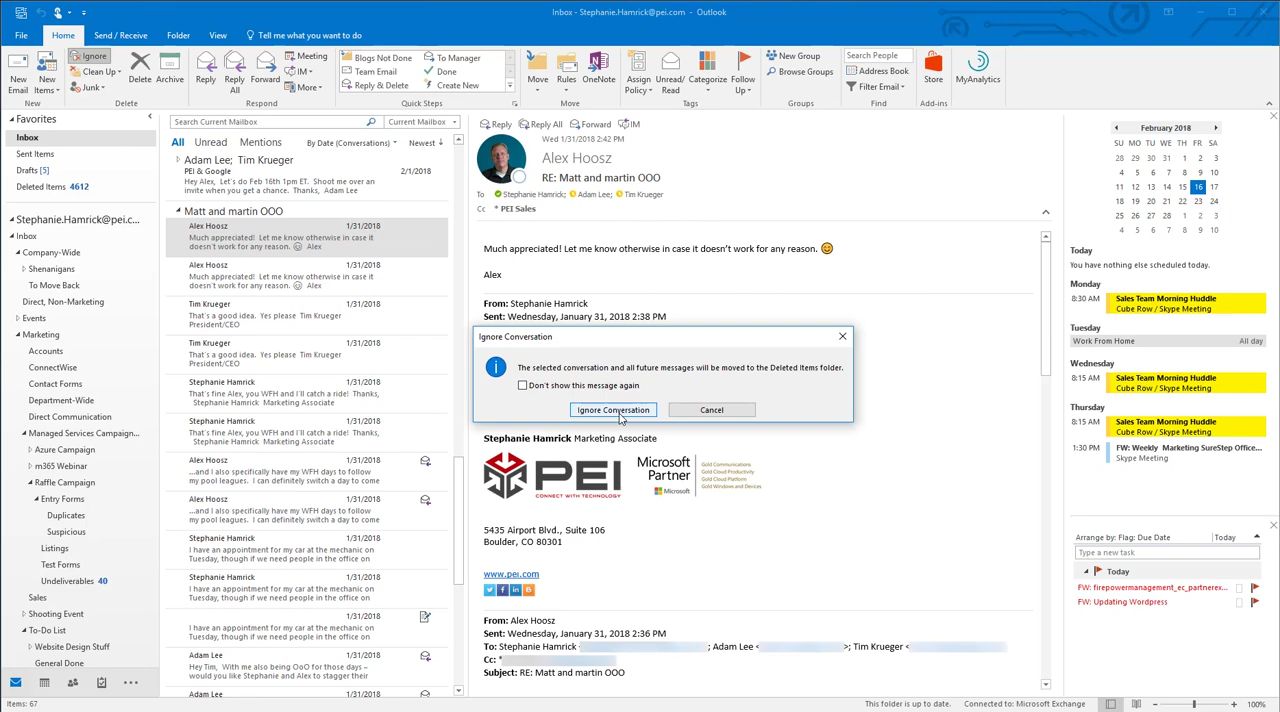 Inbox - Stephanie.Hamrick@pei.com - Outlook
File Home Send / Receive Folder View Tell me what you want to do
New Email
New Items
New
Ignore
Clean Up
Junk
Delete
Archive
Delete
Reply
Reply All
Forward
Meeting
IM
More
Respond
Blogs Not Done
Team Email
Reply & Delete
To Manager
Done
Create New
Quick Steps
Move
Rules
OneNote
Move
Assign Policy
Unread/ Read
Categorize
Follow Up
Tags
New Group
Browse Groups
Groups
Search People
Address Book
Filter Email
Find
Store
Add-ins
MyAnalytics
Favorites
Inbox
Sent Items
Drafts [5]
Deleted Items 4612
Stephanie.Hamrick@pei.c...
Inbox
Company-Wide
Shenanigans
To Move Back
Direct, Non-Marketing
Events
Marketing
Accounts
ConnectWise
Contact Forms
Department-Wide
Direct Communication
Managed Services Campaign...
Azure Campaign
m365 Webinar
Raffle Campaign
Entry Forms
Duplicates
Suspicious
Listings
Test Forms
Undeliverables 40
Sales
Shooting Event
To-Do List
Website Design Stuff
General Done
Search Current Mailbox
Current Mailbox
All Unread Mentions By Date (Conversations) Newest
Adam Lee; Tim Krueger
PEI & Google 2/1/2018
Hey Alex, Let's do Feb 16th 1pm ET. Shoot me over an
invite when you get a chance. Thanks, Adam Lee
Matt and martin OOO
Alex Hoosz 1/31/2018
Much appreciated! Let me know otherwise in case it
doesn't work for any reason. ☺ Alex
Alex Hoosz 1/31/2018
Much appreciated! Let me know otherwise in case it
doesn't work for any reason. ☺ Alex
Tim Krueger 1/31/2018
That's a good idea. Yes please Tim Krueger
President/CEO
Tim Krueger 1/31/2018
That's a good idea. Yes please Tim Krueger
President/CEO
Stephanie Hamrick 1/31/2018
That's fine Alex, and we'll catch a ride! Thanks,
Stephanie Hamrick Marketing Associate
Stephanie Hamrick 1/31/2018
That's fine Alex, and we'll catch a ride! Thanks,
Stephanie Hamrick Marketing Associate
Alex Hoosz 1/31/2018
...and I also specifically have my WFH days to follow
my pool leagues. I can definitely switch a day to come
Alex Hoosz 1/31/2018
...and I also specifically have my WFH days to follow
my pool leagues. I can definitely switch a day to come
Stephanie Hamrick 1/31/2018
I have an appointment for my car at the mechanic on
Tuesday, though if we need people in the office on
Stephanie Hamrick 1/31/2018
I have an appointment for my car at the mechanic on
Tuesday, though if we need people in the office on
1/31/2018
I have an appointment for my car at the mechanic on
Tuesday, though if we need people in the office on
Adam Lee 1/31/2018
Hey Tim, With me also being OoO for those days –
would you like Stephanie and Alex to stagger their
Adam Lee 1/31/2018
Reply Reply All Forward IM
Wed 1/31/2018 2:42 PM
Alex Hoosz
RE: Matt and martin OOO
To Stephanie Hamrick; Adam Lee; Tim Krueger
Cc * PEI Sales
Much appreciated! Let me know otherwise in case it doesn't work for any reason. 😊
Alex
From: Stephanie Hamrick
Sent: Wednesday, January 31, 2018 2:38 PM
Ignore Conversation
The selected conversation and all future messages will be moved to the Deleted Items folder.
Don't show this message again
Ignore Conversation
Cancel
Stephanie Hamrick Marketing Associate
PEI
CONNECT WITH TECHNOLOGY
Microsoft
Partner
Microsoft
Gold Communications
Gold Cloud Productivity
Gold Cloud Platform
Gold Windows and Devices
5435 Airport Blvd., Suite 106
Boulder, CO 80301
www.pei.com
From: Alex Hoosz
Sent: Wednesday, January 31, 2018 2:36 PM
To: Stephanie Hamrick ; Adam Lee < >; Tim Krueger <
Cc: *
Subject: RE: Matt and martin OOO
February 2018
SU MO TU WE TH FR SA
28 29 30 31 1 2 3
4 5 6 7 8 9 10
11 12 13 14 15 16 17
18 19 20 21 22 23 24
25 26 27 28 1 2 3
4 5 6 7 8 9 10
Today
You have nothing else scheduled today.
Monday
8:30 AM Sales Team Morning Huddle
Cube Row / Skype Meeting
Tuesday
Work From Home All day
Wednesday
8:15 AM Sales Team Morning Huddle
Cube Row / Skype Meeting
Thursday
8:15 AM Sales Team Morning Huddle
Cube Row / Skype Meeting
1:30 PM FW: Weekly Marketing SureStep Office...
Skype Meeting
Arrange by: Flag: Due Date Today
Type a new task
Today
FW: firepowermanagement_ec_partnerex...
FW: Updating Wordpress
Items: 67
This folder is up to date. Connected to: Microsoft Exchange
100%